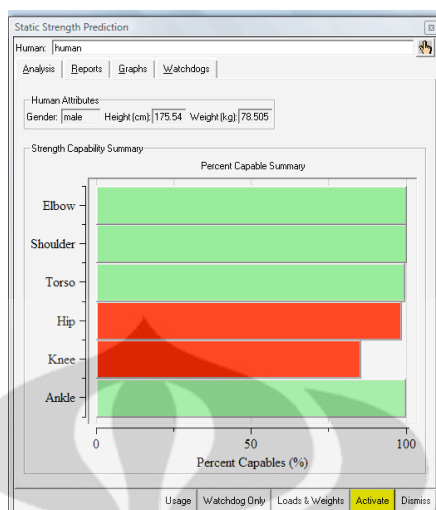 Static Strength Prediction
Human: human
Analysis Reports Graphs Watchdogs
Human Attributes
Gender: male Height (cm): 175.54 Weight (kg): 78.505
Strength Capability Summary
Percent Capable Summary
Elbow
Shoulder
Torso
Hip
Knee
Ankle
0 50 100
Percent Capables (%)
Usage Watchdog Only Loads & Weights Activate Dismiss